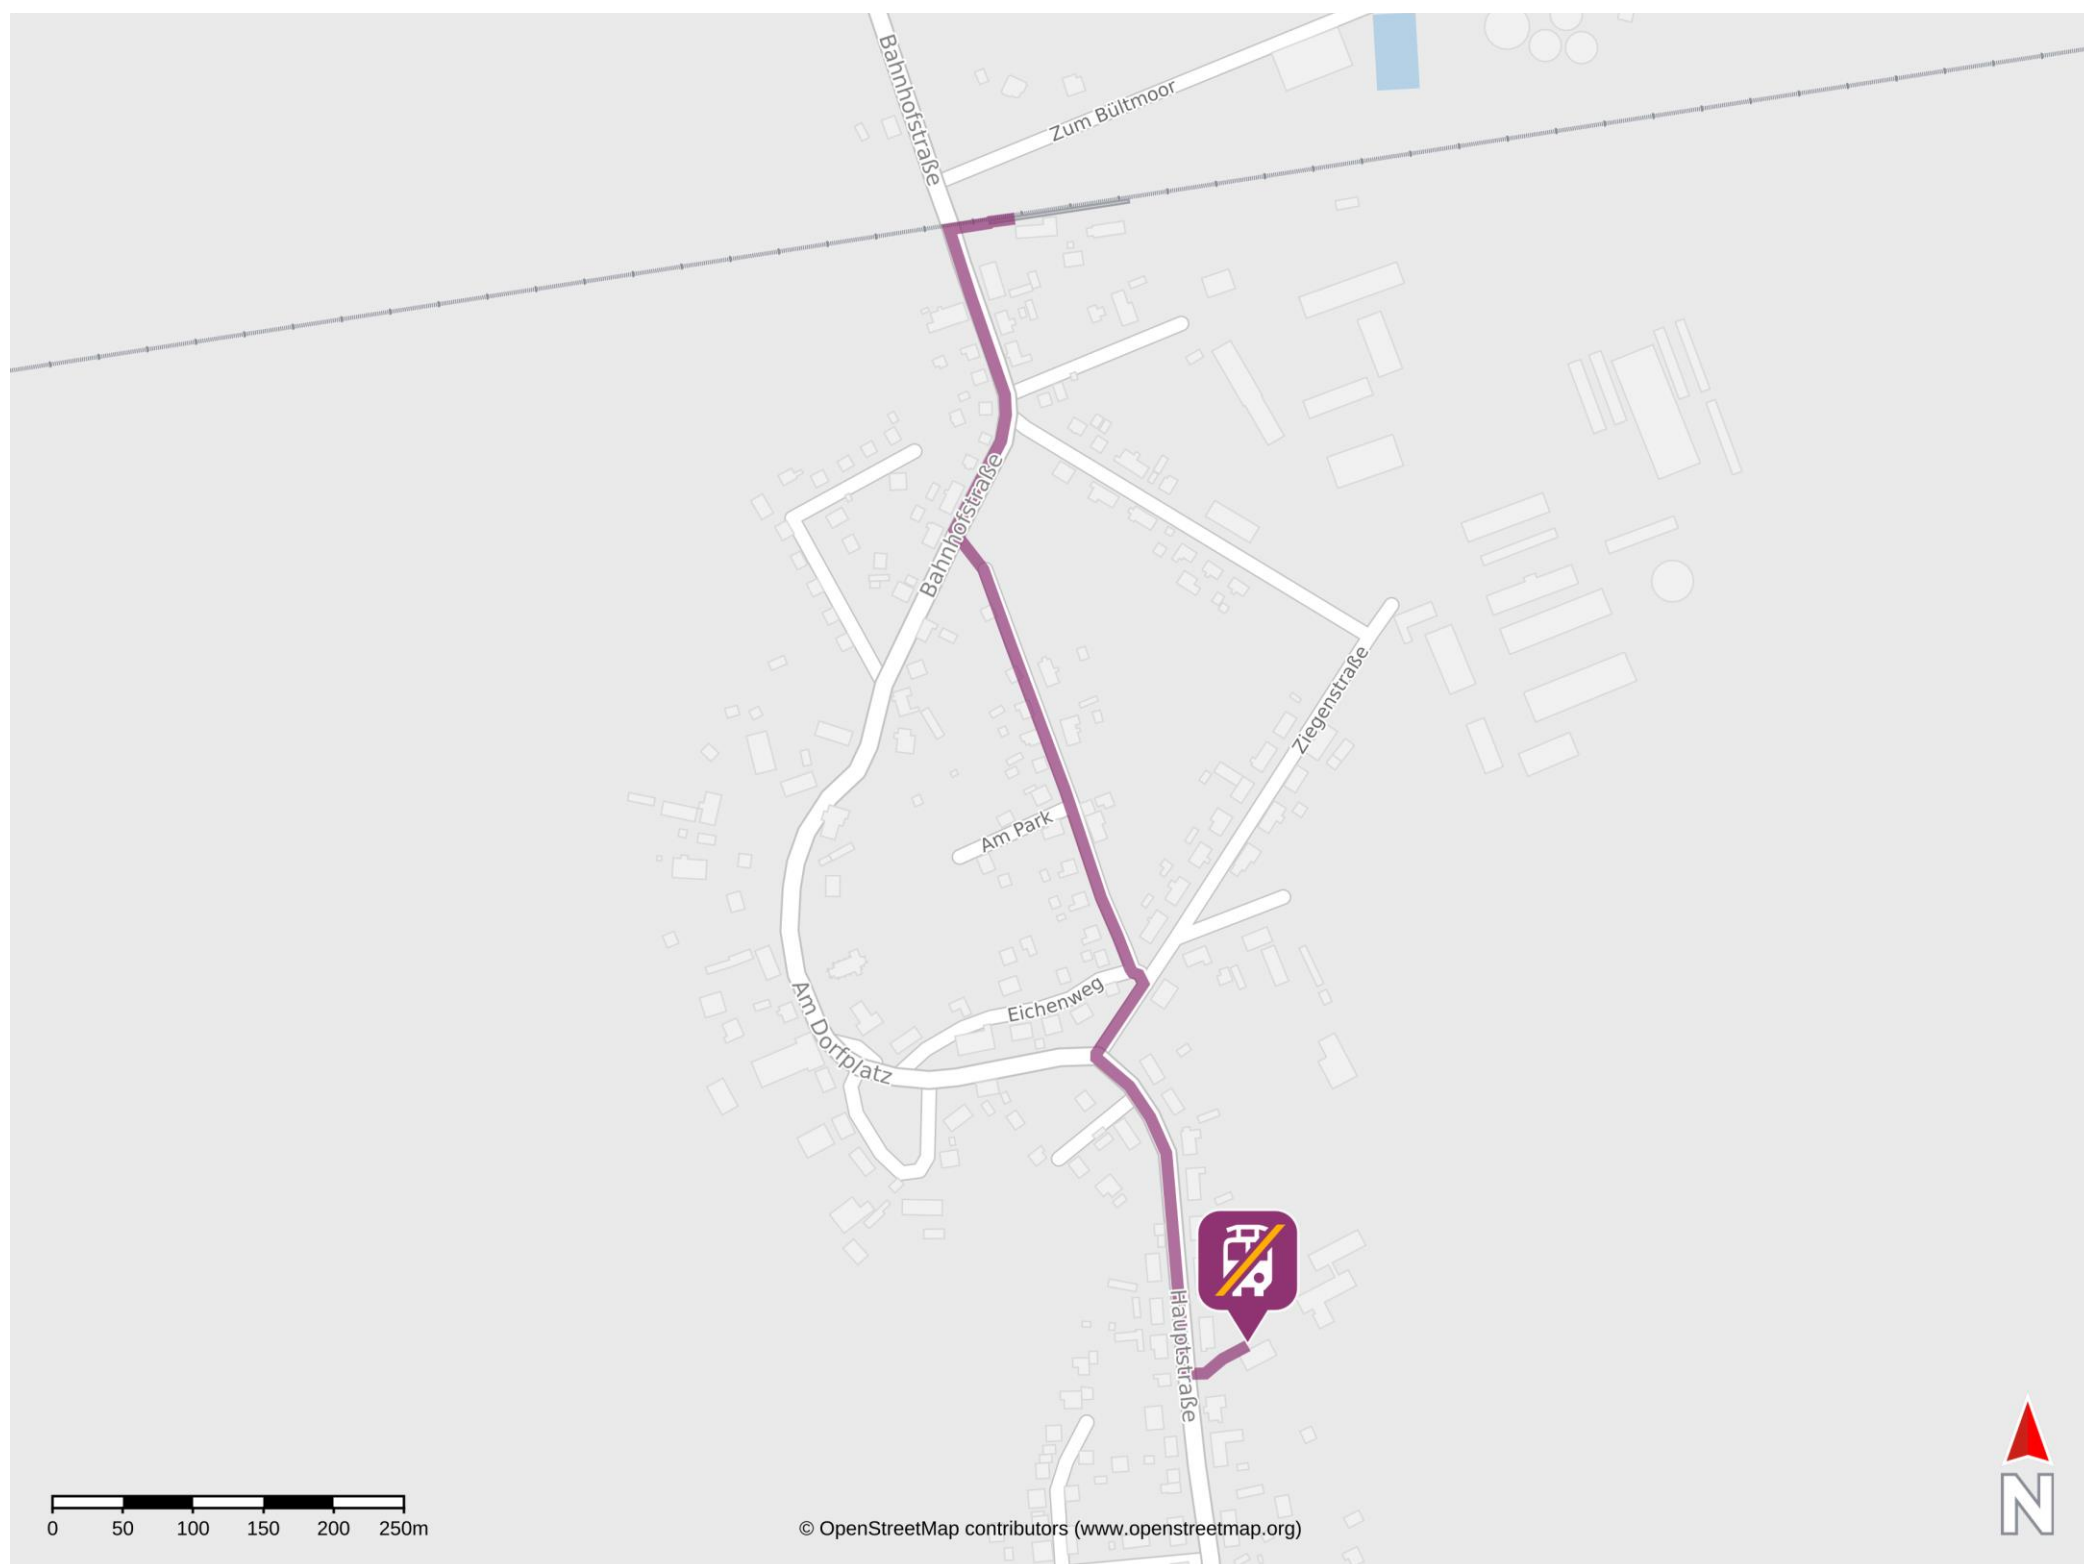 Bahnhofstraße
Zum Bültmoor
Bahnhofstraße
Ziegenstraße
Am Park
Eichenweg
Am Dorfplatz
Hauptstraße
0 50 100 150 200 250m
© OpenStreetMap contributors (www.openstreetmap.org)
N